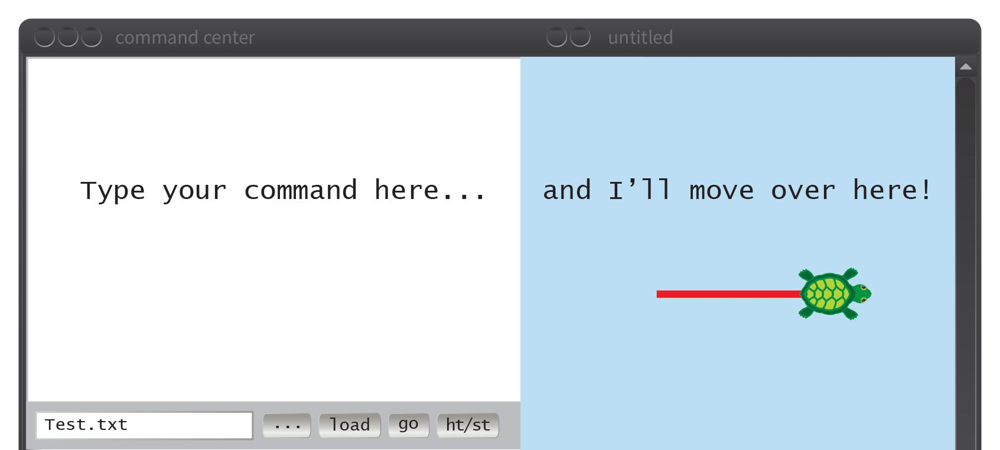 command center
untitled
Type your command here...
and I’ll move over here!
Test.txt
...
load
go
ht/st